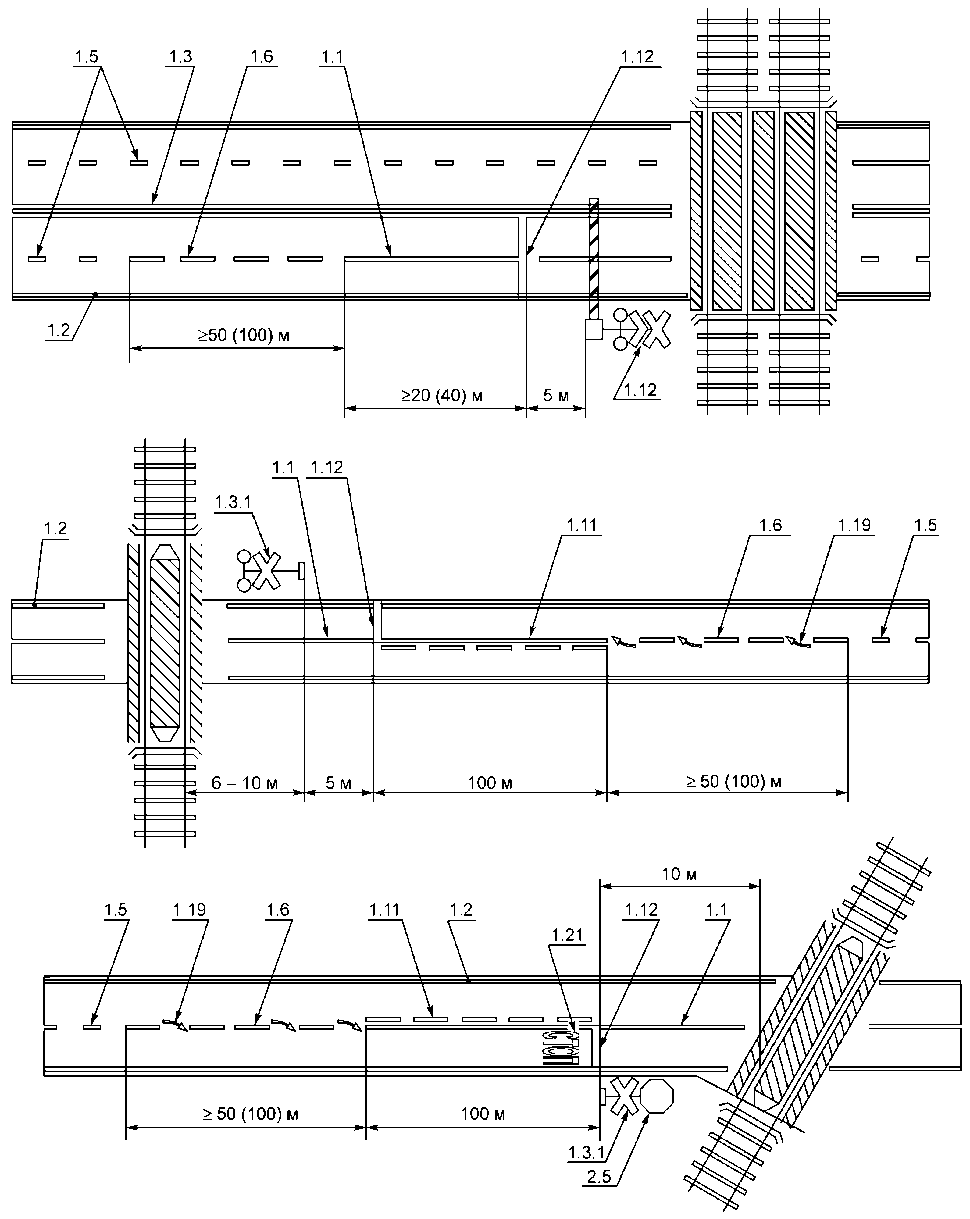 1.5 1.3 1.6 1.1 1.12
1.2
≥50 (100) м
1.12
≥20 (40) м 5 м
1.2 1.3.1 1.1 1.12 1.11 1.6 1.19 1.5
6 – 10 м 5 м 100 м ≥ 50 (100) м
10 м
1.5 1.19 1.6 1.11 1.2 1.21 1.12 1.1
СТОП
≥ 50 (100) м 100 м
1.3.1
2.5